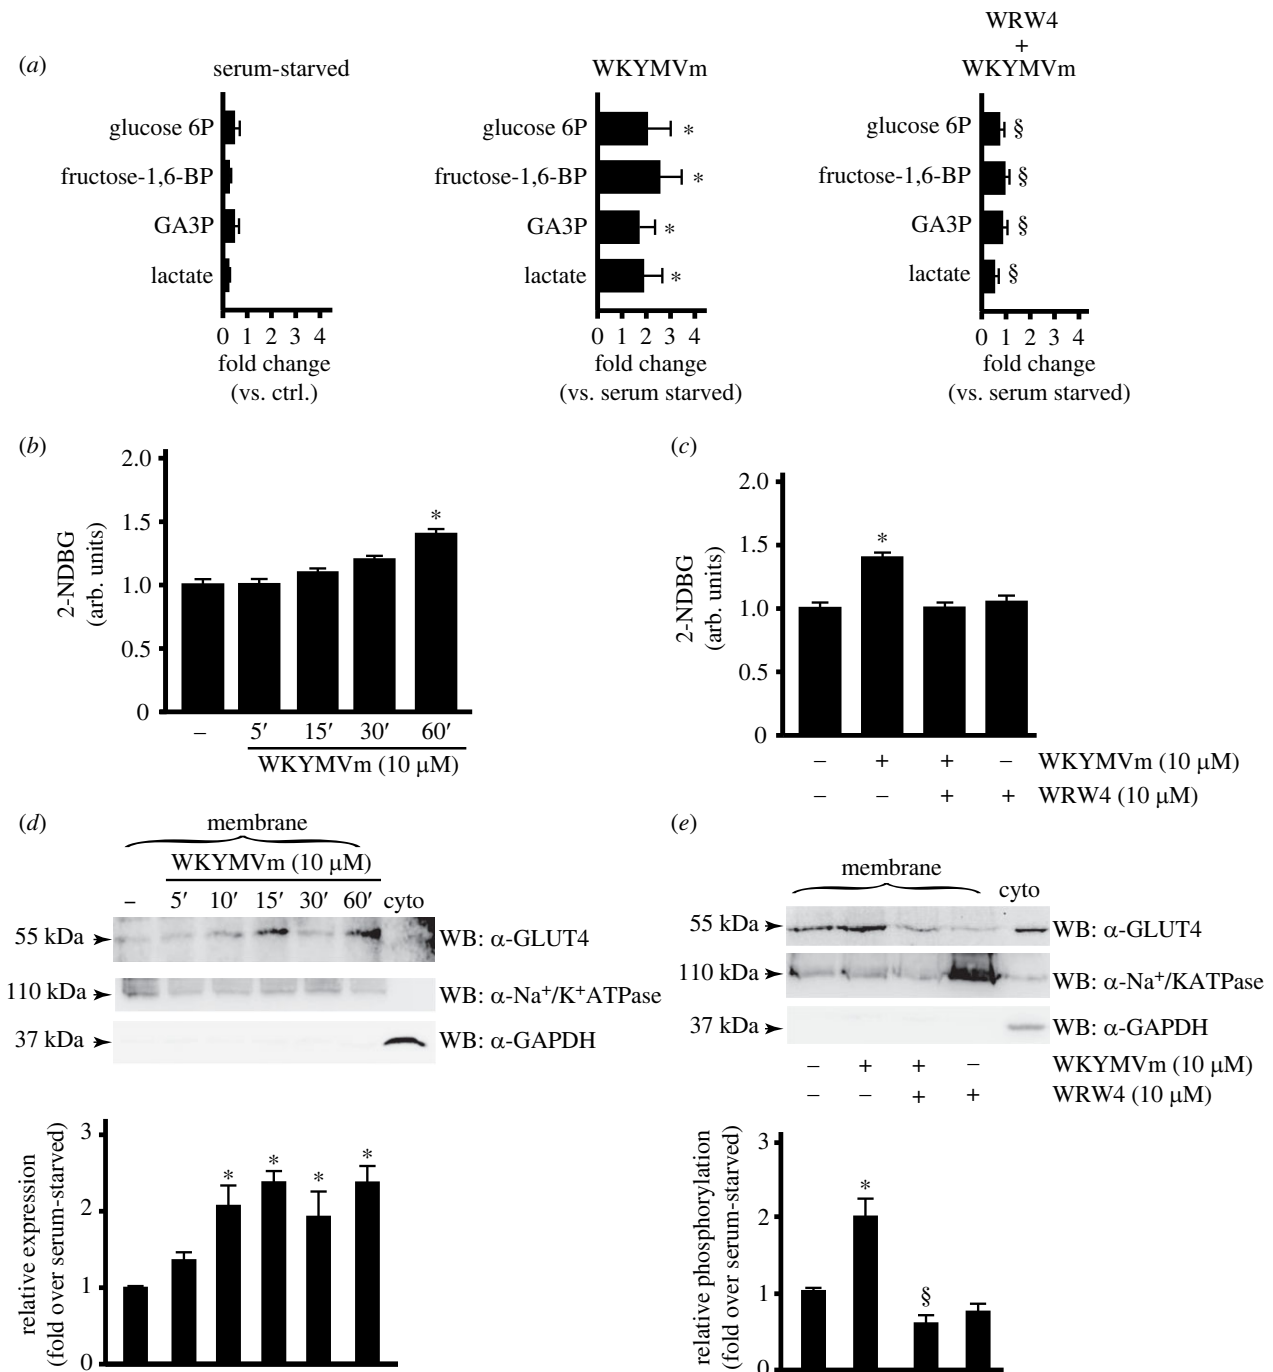 (a)
serum-starved
glucose 6P
fructose-1,6-BP
GA3P
lactate
0 1 2 3 4
fold change
(vs. ctrl.)
WKYMVm
glucose 6P *
fructose-1,6-BP *
GA3P *
lactate *
0 1 2 3 4
fold change
(vs. serum starved)
WRW4
+
WKYMVm
glucose 6P §
fructose-1,6-BP §
GA3P §
lactate §
0 1 2 3 4
fold change
(vs. serum starved)
(b)
2-NDBG
(arb. units)
2.0
1.5
1.0
0.5
0
*
– 5′ 15′ 30′ 60′
WKYMVm (10 µM)
(c)
2-NDBG
(arb. units)
2.0
1.5
1.0
0.5
0
*
– + + – WKYMVm (10 µM)
– – + + WRW4 (10 µM)
(d)
membrane
WKYMVm (10 µM)
– 5′ 10′ 15′ 30′ 60′ cyto
55 kDa WB: α-GLUT4
110 kDa WB: α-Na⁺/K⁺ATPase
37 kDa WB: α-GAPDH
relative expression
(fold over serum-starved)
3
2
1
0
* * * *
(e)
membrane
cyto
55 kDa WB: α-GLUT4
110 kDa WB: α-Na⁺/KATPase
37 kDa WB: α-GAPDH
– + + – WKYMVm (10 µM)
– – + + WRW4 (10 µM)
relative phosphorylation
(fold over serum-starved)
3
2
1
0
* §